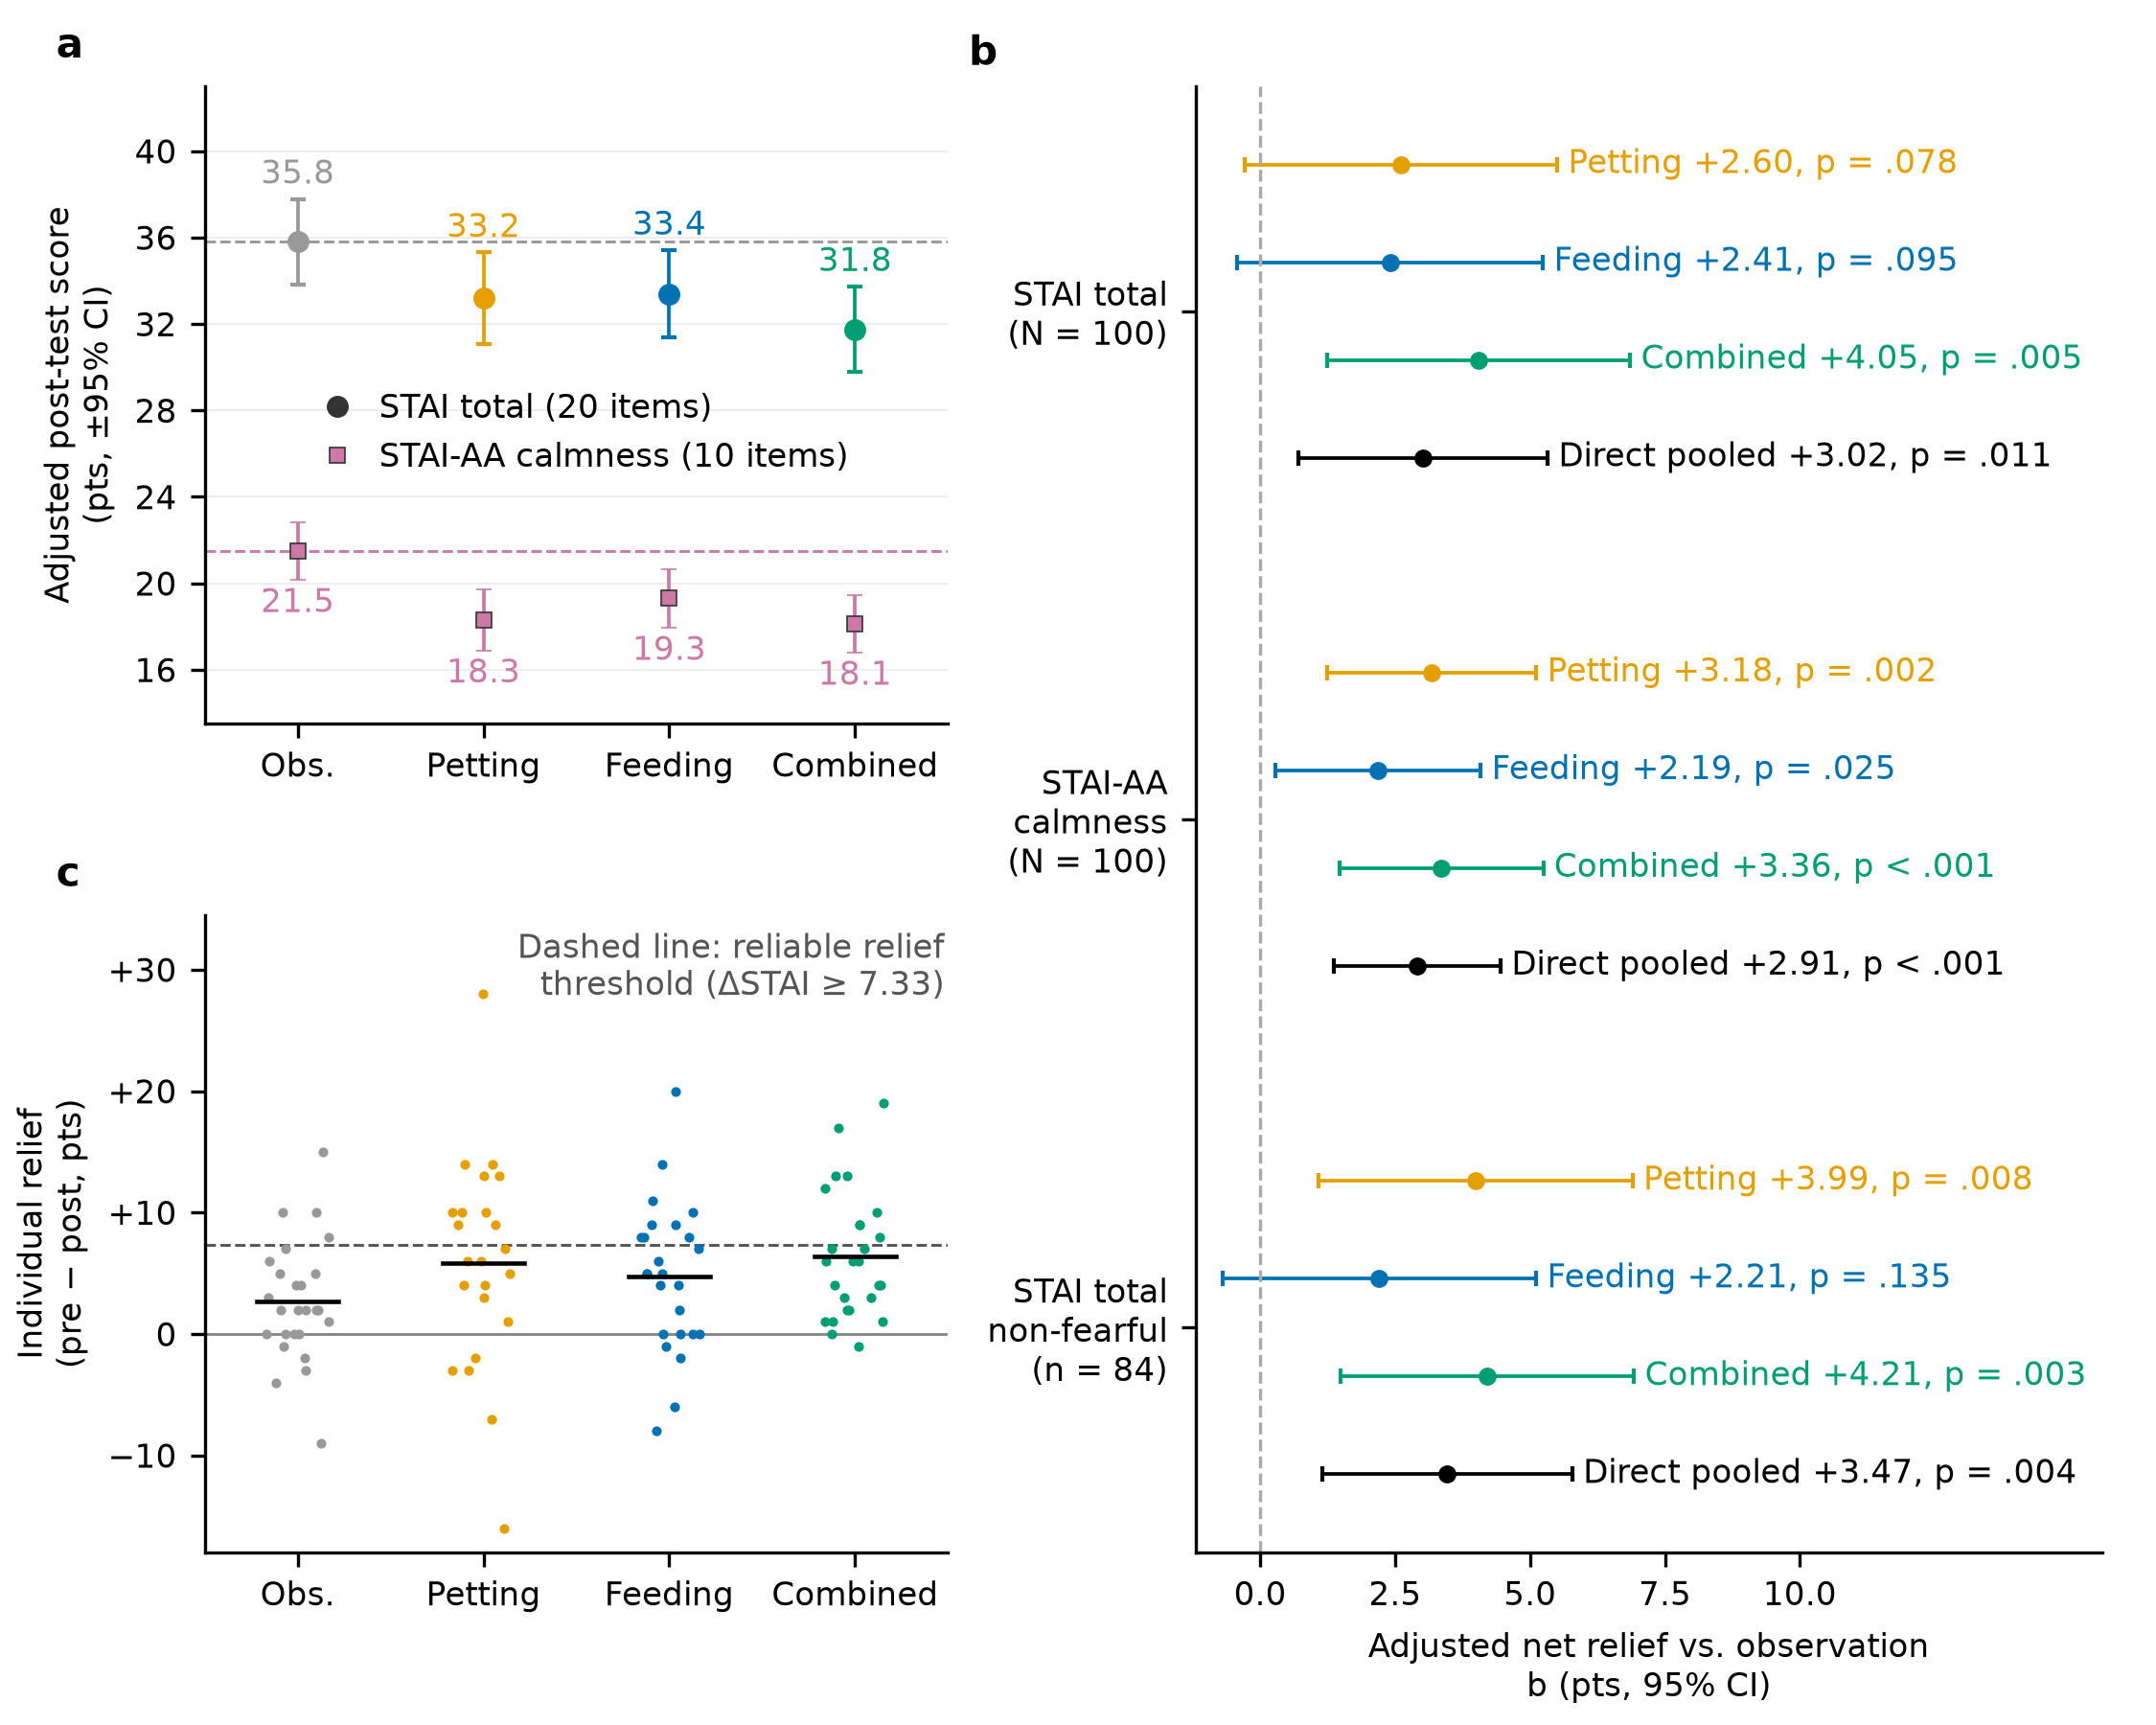 a
40
36
32
28
24
20
16
Adjusted post-test score
(pts, ±95% CI)
35.8
33.2
33.4
31.8
STAI total (20 items)
STAI-AA calmness (10 items)
21.5
18.3
19.3
18.1
Obs.
Petting
Feeding
Combined
b
STAI total
(N = 100)
Petting +2.60, p = .078
Feeding +2.41, p = .095
Combined +4.05, p = .005
Direct pooled +3.02, p = .011
STAI-AA
calmness
(N = 100)
Petting +3.18, p = .002
Feeding +2.19, p = .025
Combined +3.36, p < .001
Direct pooled +2.91, p < .001
STAI total
non-fearful
(n = 84)
Petting +3.99, p = .008
Feeding +2.21, p = .135
Combined +4.21, p = .003
Direct pooled +3.47, p = .004
0.0
2.5
5.0
7.5
10.0
Adjusted net relief vs. observation
b (pts, 95% CI)
c
Dashed line: reliable relief
threshold (ΔSTAI ≥ 7.33)
+30
+20
+10
0
−10
Individual relief
(pre − post, pts)
Obs.
Petting
Feeding
Combined